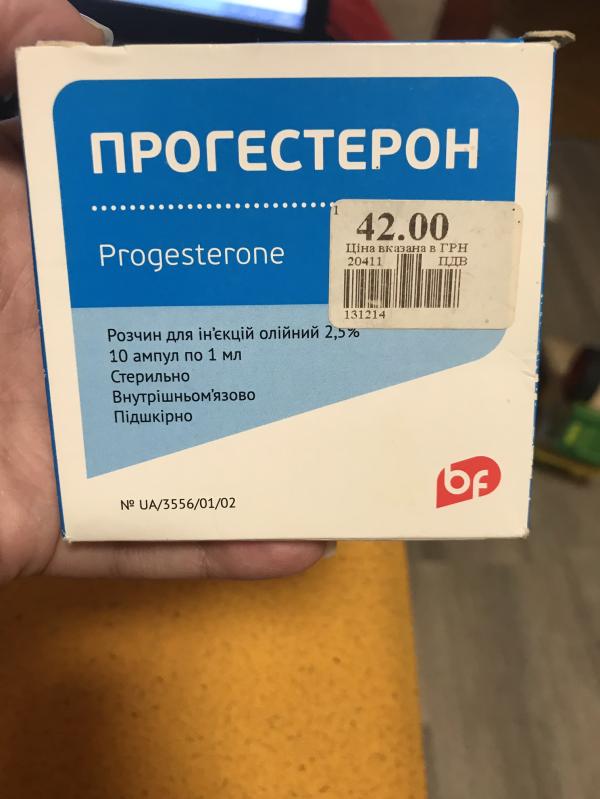 ПРОГЕСТЕРОН
Progesterone
1
42.00
Ціна вказана в ГРН
20411 ПДВ
131214
Розчин для ін'єкцій олійний 2,5%
10 ампул по 1 мл
Стерильно
Внутрішньом'язово
Підшкірно
bf
№ UA/3556/01/02